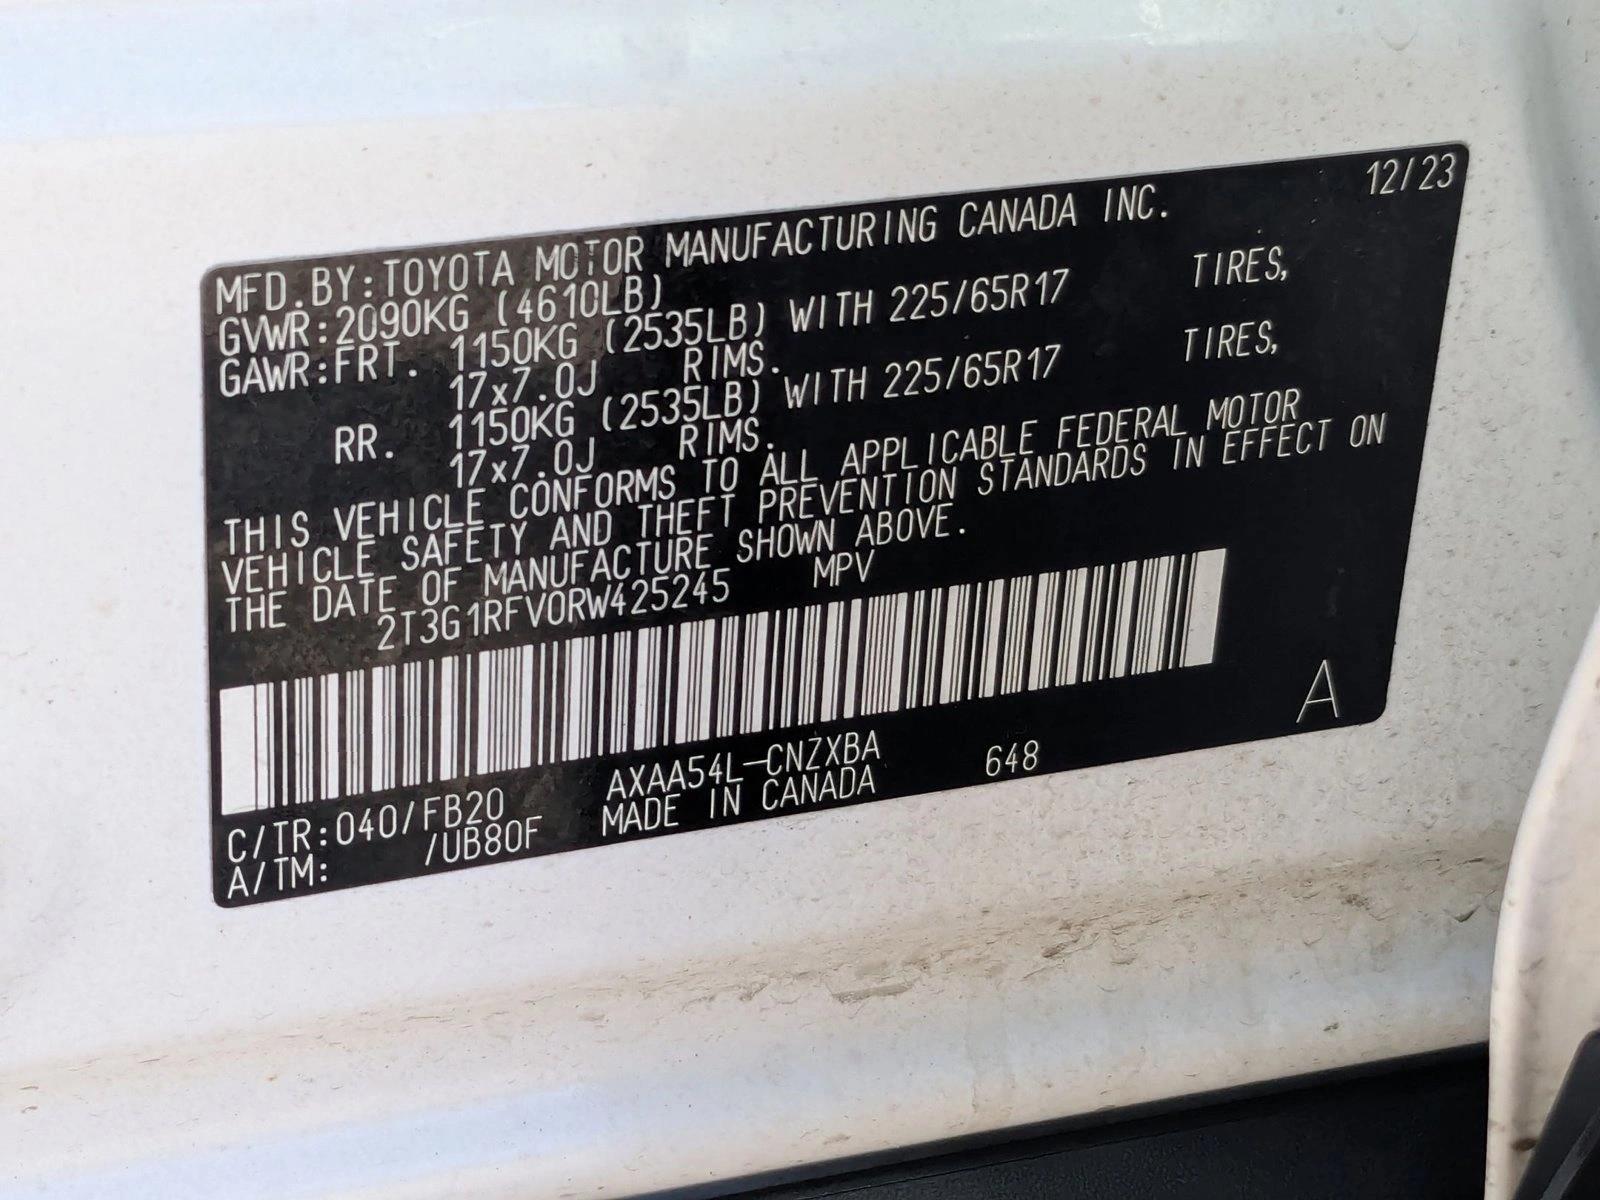 12/23
MFD.BY:TOYOTA MOTOR MANUFACTURING CANADA INC.
GVWR:2090KG (4610LB)
GAWR:FRT. 1150KG (2535LB) WITH 225/65R17 TIRES,
17x7.0J RIMS.
RR. 1150KG (2535LB) WITH 225/65R17 TIRES,
17x7.0J RIMS.
THIS VEHICLE CONFORMS TO ALL APPLICABLE FEDERAL MOTOR
VEHICLE SAFETY AND THEFT PREVENTION STANDARDS IN EFFECT ON
THE DATE OF MANUFACTURE SHOWN ABOVE.
2T3G1RFV0RW425245 MPV
A
C/TR:040/FB20 AXAA54L-CNZXBA 648
A/TM: /UB80F MADE IN CANADA